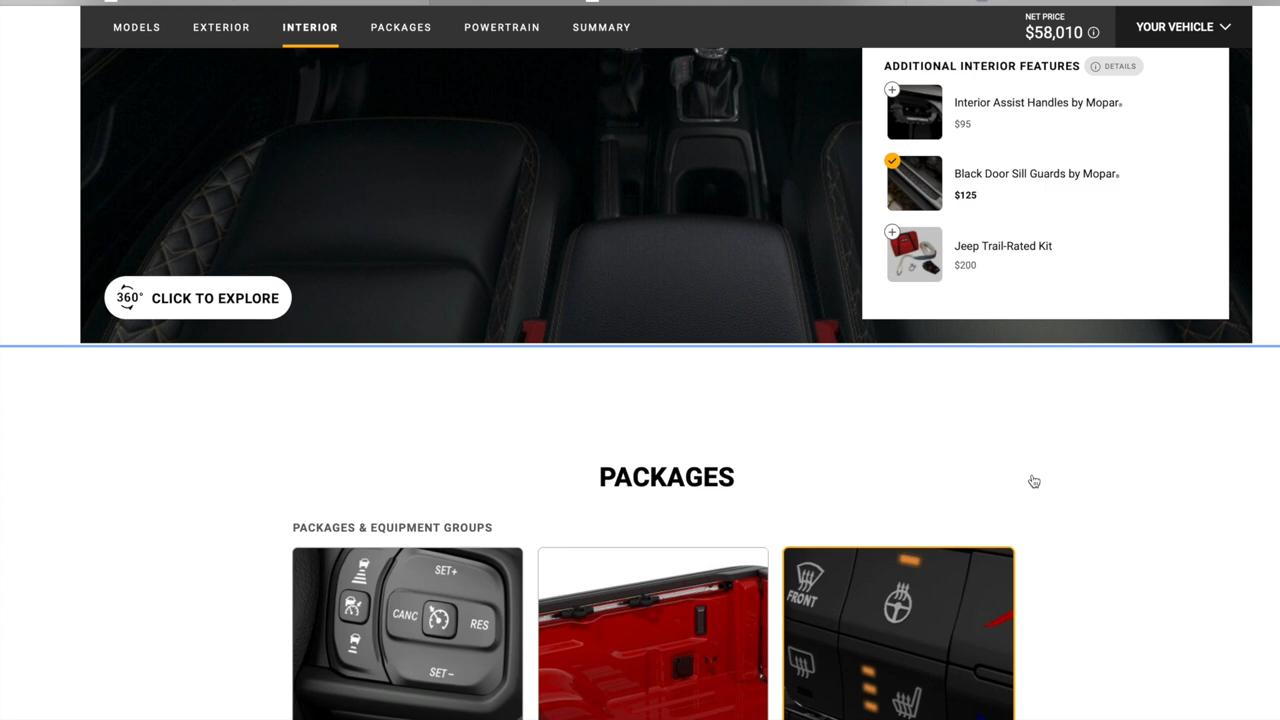 MODELS EXTERIOR INTERIOR PACKAGES POWERTRAIN SUMMARY
NET PRICE
$58,010
YOUR VEHICLE
ADDITIONAL INTERIOR FEATURES
DETAILS
Interior Assist Handles by Mopar®
$95
Black Door Sill Guards by Mopar®
$125
Jeep Trail-Rated Kit
$200
360° CLICK TO EXPLORE
PACKAGES
PACKAGES & EQUIPMENT GROUPS
SET+
CANC
RES
SET−
FRONT